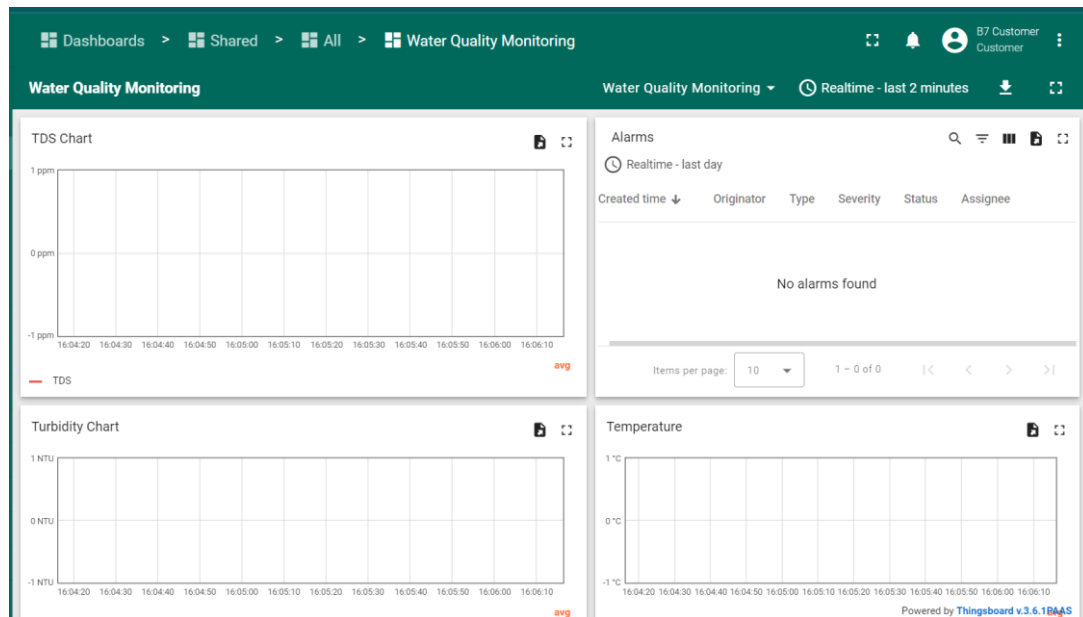 Dashboards > Shared > All > Water Quality Monitoring
B7 Customer
Customer
Water Quality Monitoring
Water Quality Monitoring
Realtime - last 2 minutes
TDS Chart
1 ppm
0 ppm
-1 ppm
16:04:20 16:04:30 16:04:40 16:04:50 16:05:00 16:05:10 16:05:20 16:05:30 16:05:40 16:05:50 16:06:00 16:06:10
avg
TDS
Alarms
Realtime - last day
Created time Originator Type Severity Status Assignee
No alarms found
Items per page: 10 1 – 0 of 0
Turbidity Chart
1 NTU
0 NTU
-1 NTU
16:04:20 16:04:30 16:04:40 16:04:50 16:05:00 16:05:10 16:05:20 16:05:30 16:05:40 16:05:50 16:06:00 16:06:10
avg
Temperature
1 °C
0 °C
-1 °C
16:04:20 16:04:30 16:04:40 16:04:50 16:05:00 16:05:10 16:05:20 16:05:30 16:05:40 16:05:50 16:06:00 16:06:10
avg
Powered by Thingsboard v.3.6.1PAAS